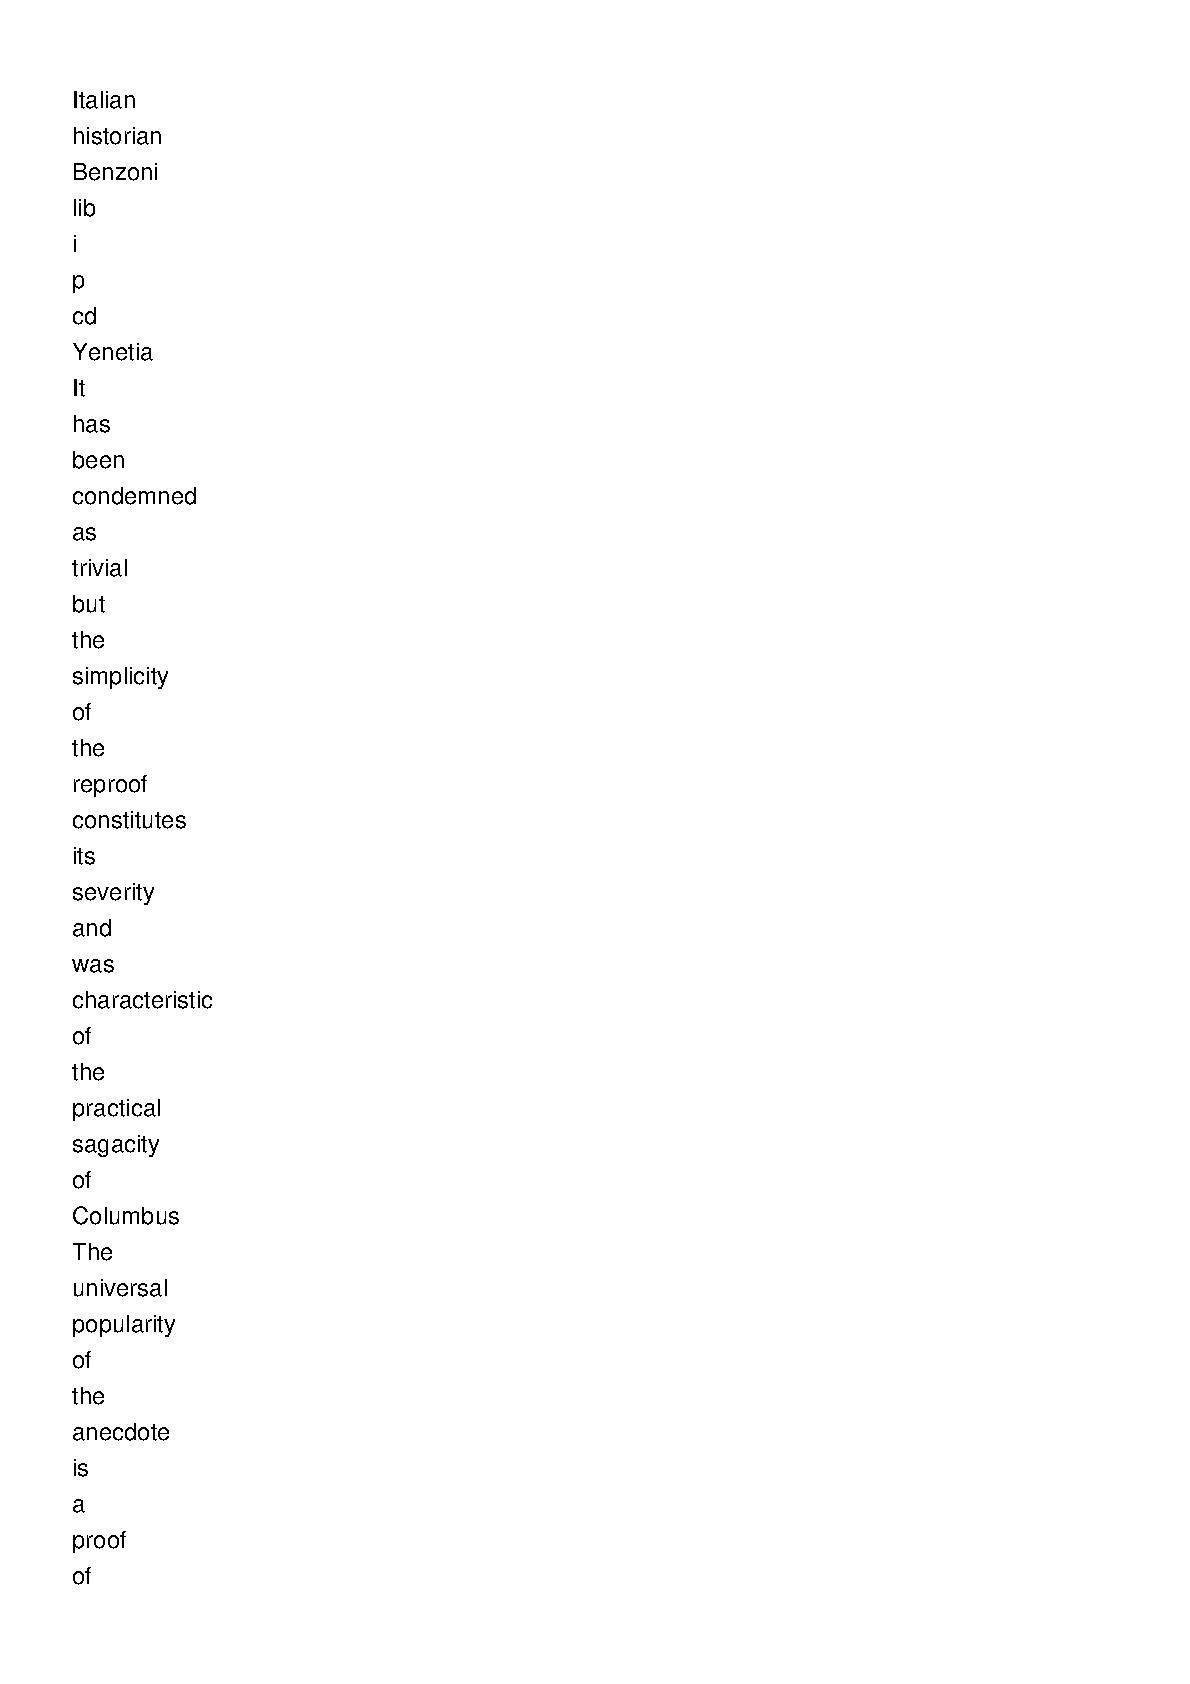 Italian
historian
Benzoni
lib
i
p
cd
Yenetia
It
has
been
condemned
as
trivial
but
the
simplicity
of
the
reproof
constitutes
its
severity
and
was
characteristic
of
the
practical
sagacity
of
Columbus
The
universal
popularity
of
the
anecdote
is
a
proof
of